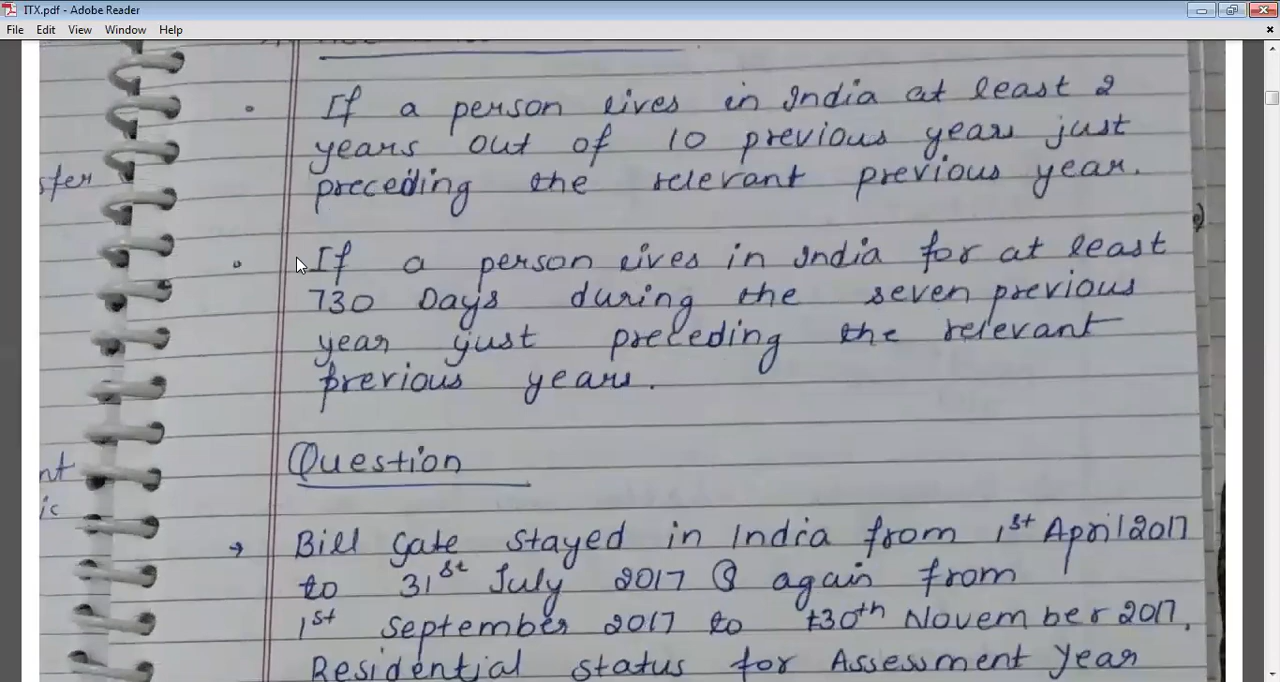 ITX.pdf - Adobe Reader
File Edit View Window Help
If a person lives in India at least 2
years out of 10 previous years just
preceding the relevant previous year.
sfer
If a person lives in India for at least
730 Days during the seven previous
year just preceding the relevant
previous years.
Question
nt
ic
Bill Gate stayed in India from 1st April 2017
to 31st July 2017 & again from
1st September 2017 to 30th November 2017.
Residential status for Assessment Year